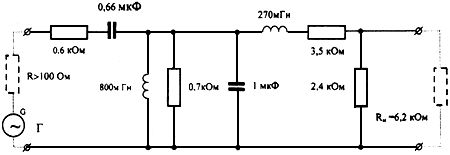 0,66 мкФ
270мГн
0.6 кОм
3,5 кОм
R>100 Ом
800м Гн
0.7кОм
1 мкФ
2,4 кОм
Rн =6,2 кОм
G
Г